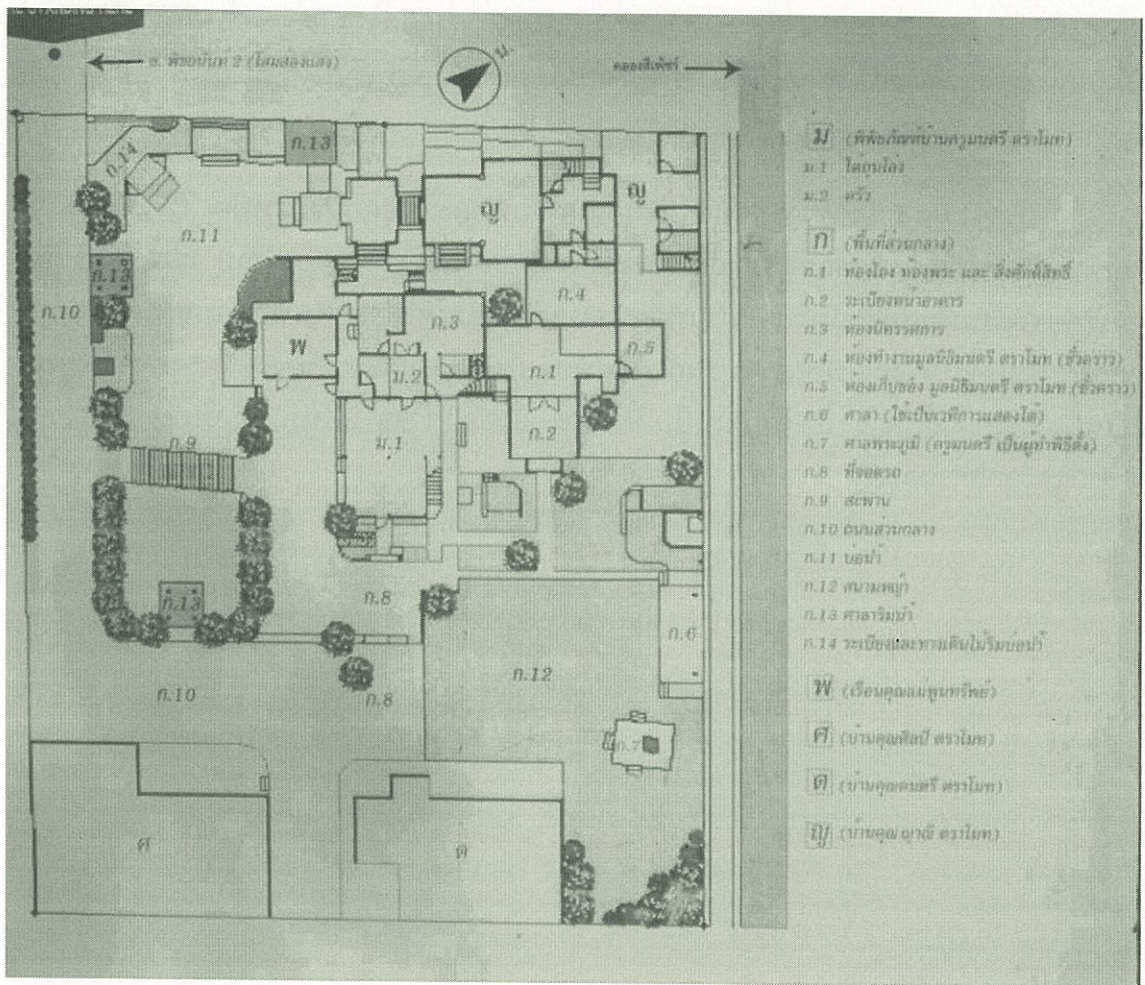 ซ. พิชยนันท์ 2 (โสมส่องแสง)
น.
คลองสีเพชร์
ก.14
ก.13
ญ
ญ
ก.11
ก.13
ก.10
ก.4
ก.3
พ
ก.5
ก.1
ม.2
ก.2
ก.9
ม.1
ก.13
ก.8
ก.6
ก.12
ก.10
ก.8
ก.7
ศ
ด
ม (พิพิธภัณฑ์บ้านครูมนตรี ตราโมท)
ม.1 ใต้ถุนโล่ง
ม.2 ครัว
ก (พื้นที่ส่วนกลาง)
ก.1 ห้องโถง ห้องพระ และ สิ่งศักดิ์สิทธิ์
ก.2 ระเบียงหน้าอาคาร
ก.3 ห้องนิทรรศการ
ก.4 ห้องทำงานมูลนิธิมนตรี ตราโมท (ชั่วคราว)
ก.5 ห้องเก็บของ มูลนิธิมนตรี ตราโมท (ชั่วคราว)
ก.6 ศาลา (ใช้เป็นเวทีการแสดงได้)
ก.7 ศาลพระภูมิ (ครูมนตรี เป็นผู้ทำพิธีตั้ง)
ก.8 ที่จอดรถ
ก.9 สะพาน
ก.10 ถนนส่วนกลาง
ก.11 บ่อน้ำ
ก.12 สนามหญ้า
ก.13 ศาลาริมน้ำ
ก.14 ระเบียงและทางเดินไม้ริมบ่อน้ำ
พ (เรือนคุณแม่พูนทรัพย์)
ศ (บ้านคุณศิลปี ตราโมท)
ด (บ้านคุณดนตรี ตราโมท)
ญ (บ้านคุณ ญาณี ตราโมท)